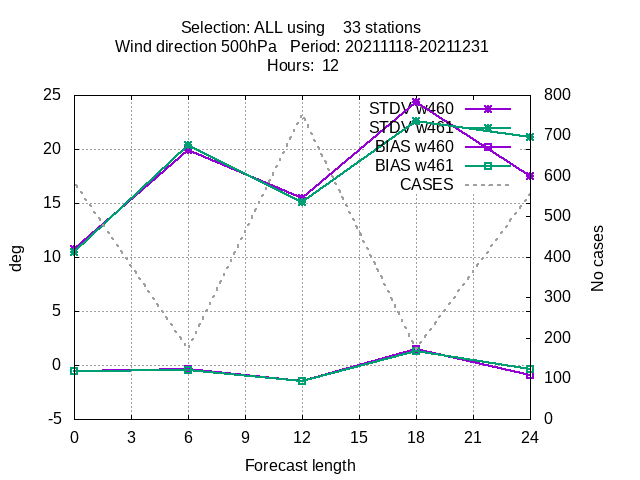 Selection: ALL using    33 stations
Wind direction 500hPa   Period: 20211118-20211231
Hours:  12
25
20
15
10
5
0
-5
deg
800
700
600
500
400
300
200
100
0
No cases
STDV w460
STDV w461
BIAS w460
BIAS w461
CASES
0 3 6 9 12 15 18 21 24
Forecast length